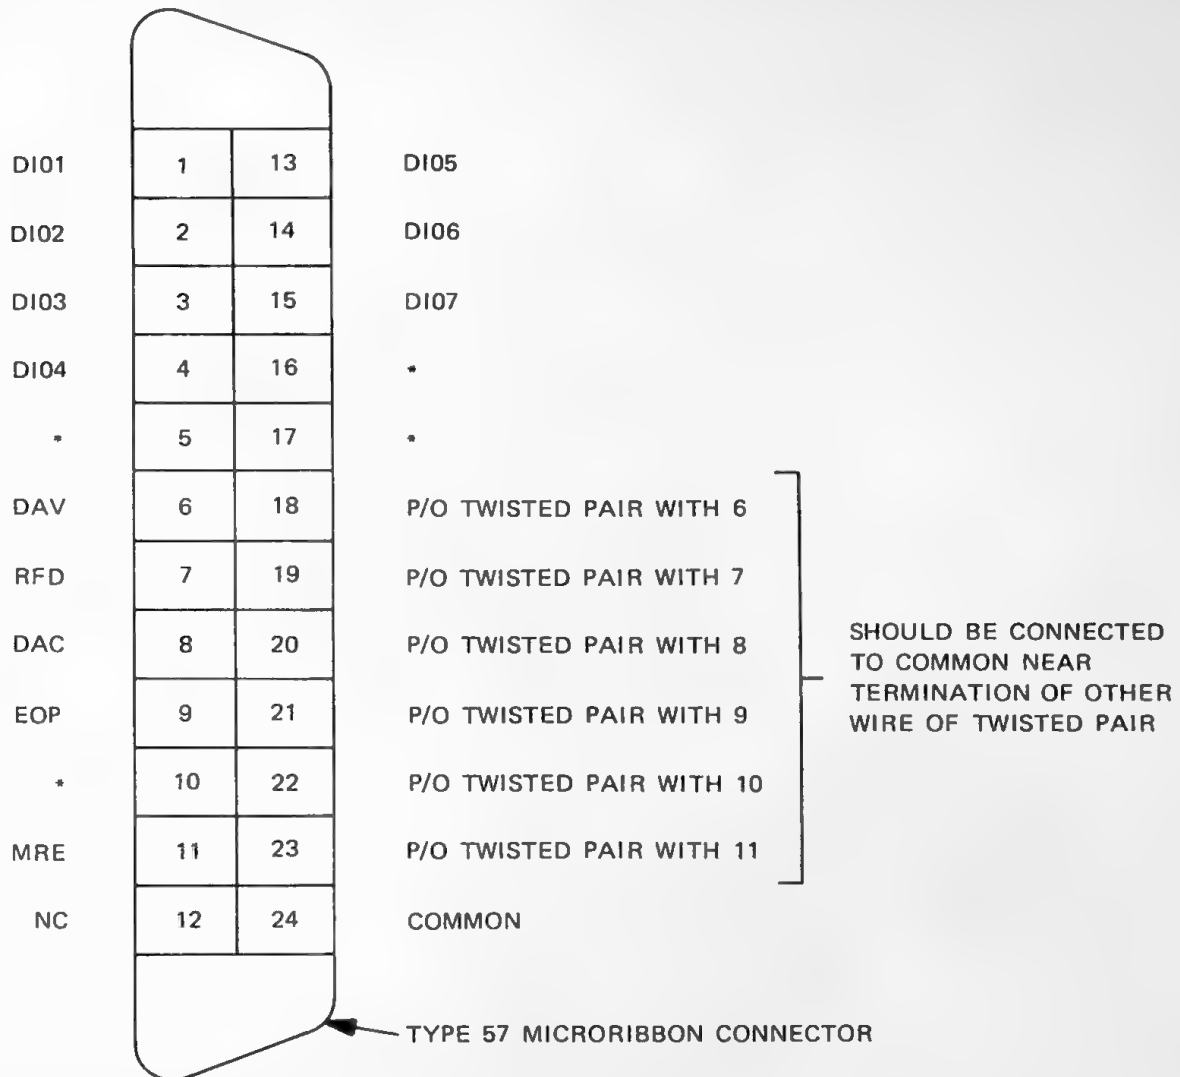 DI01 1 13 DI05
DI02 2 14 DI06
DI03 3 15 DI07
DI04 4 16 *
* 5 17 *
DAV 6 18 P/O TWISTED PAIR WITH 6
RFD 7 19 P/O TWISTED PAIR WITH 7
DAC 8 20 P/O TWISTED PAIR WITH 8
EOP 9 21 P/O TWISTED PAIR WITH 9
* 10 22 P/O TWISTED PAIR WITH 10
MRE 11 23 P/O TWISTED PAIR WITH 11
NC 12 24 COMMON
SHOULD BE CONNECTED
TO COMMON NEAR
TERMINATION OF OTHER
WIRE OF TWISTED PAIR
TYPE 57 MICRORIBBON CONNECTOR